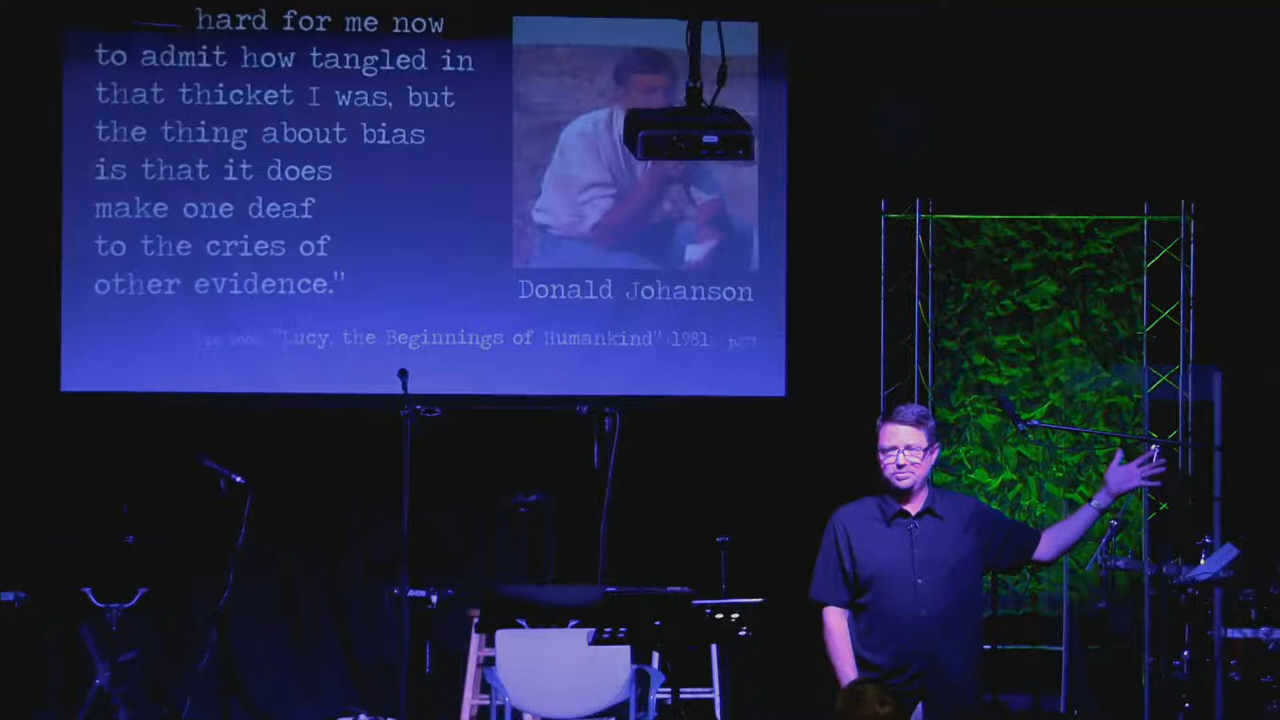 hard for me now
to admit how tangled in
that thicket I was, but
the thing about bias
is that it does
make one deaf
to the cries of
other evidence."
Donald Johanson
"Lucy, the Beginnings of Humankind" 1981